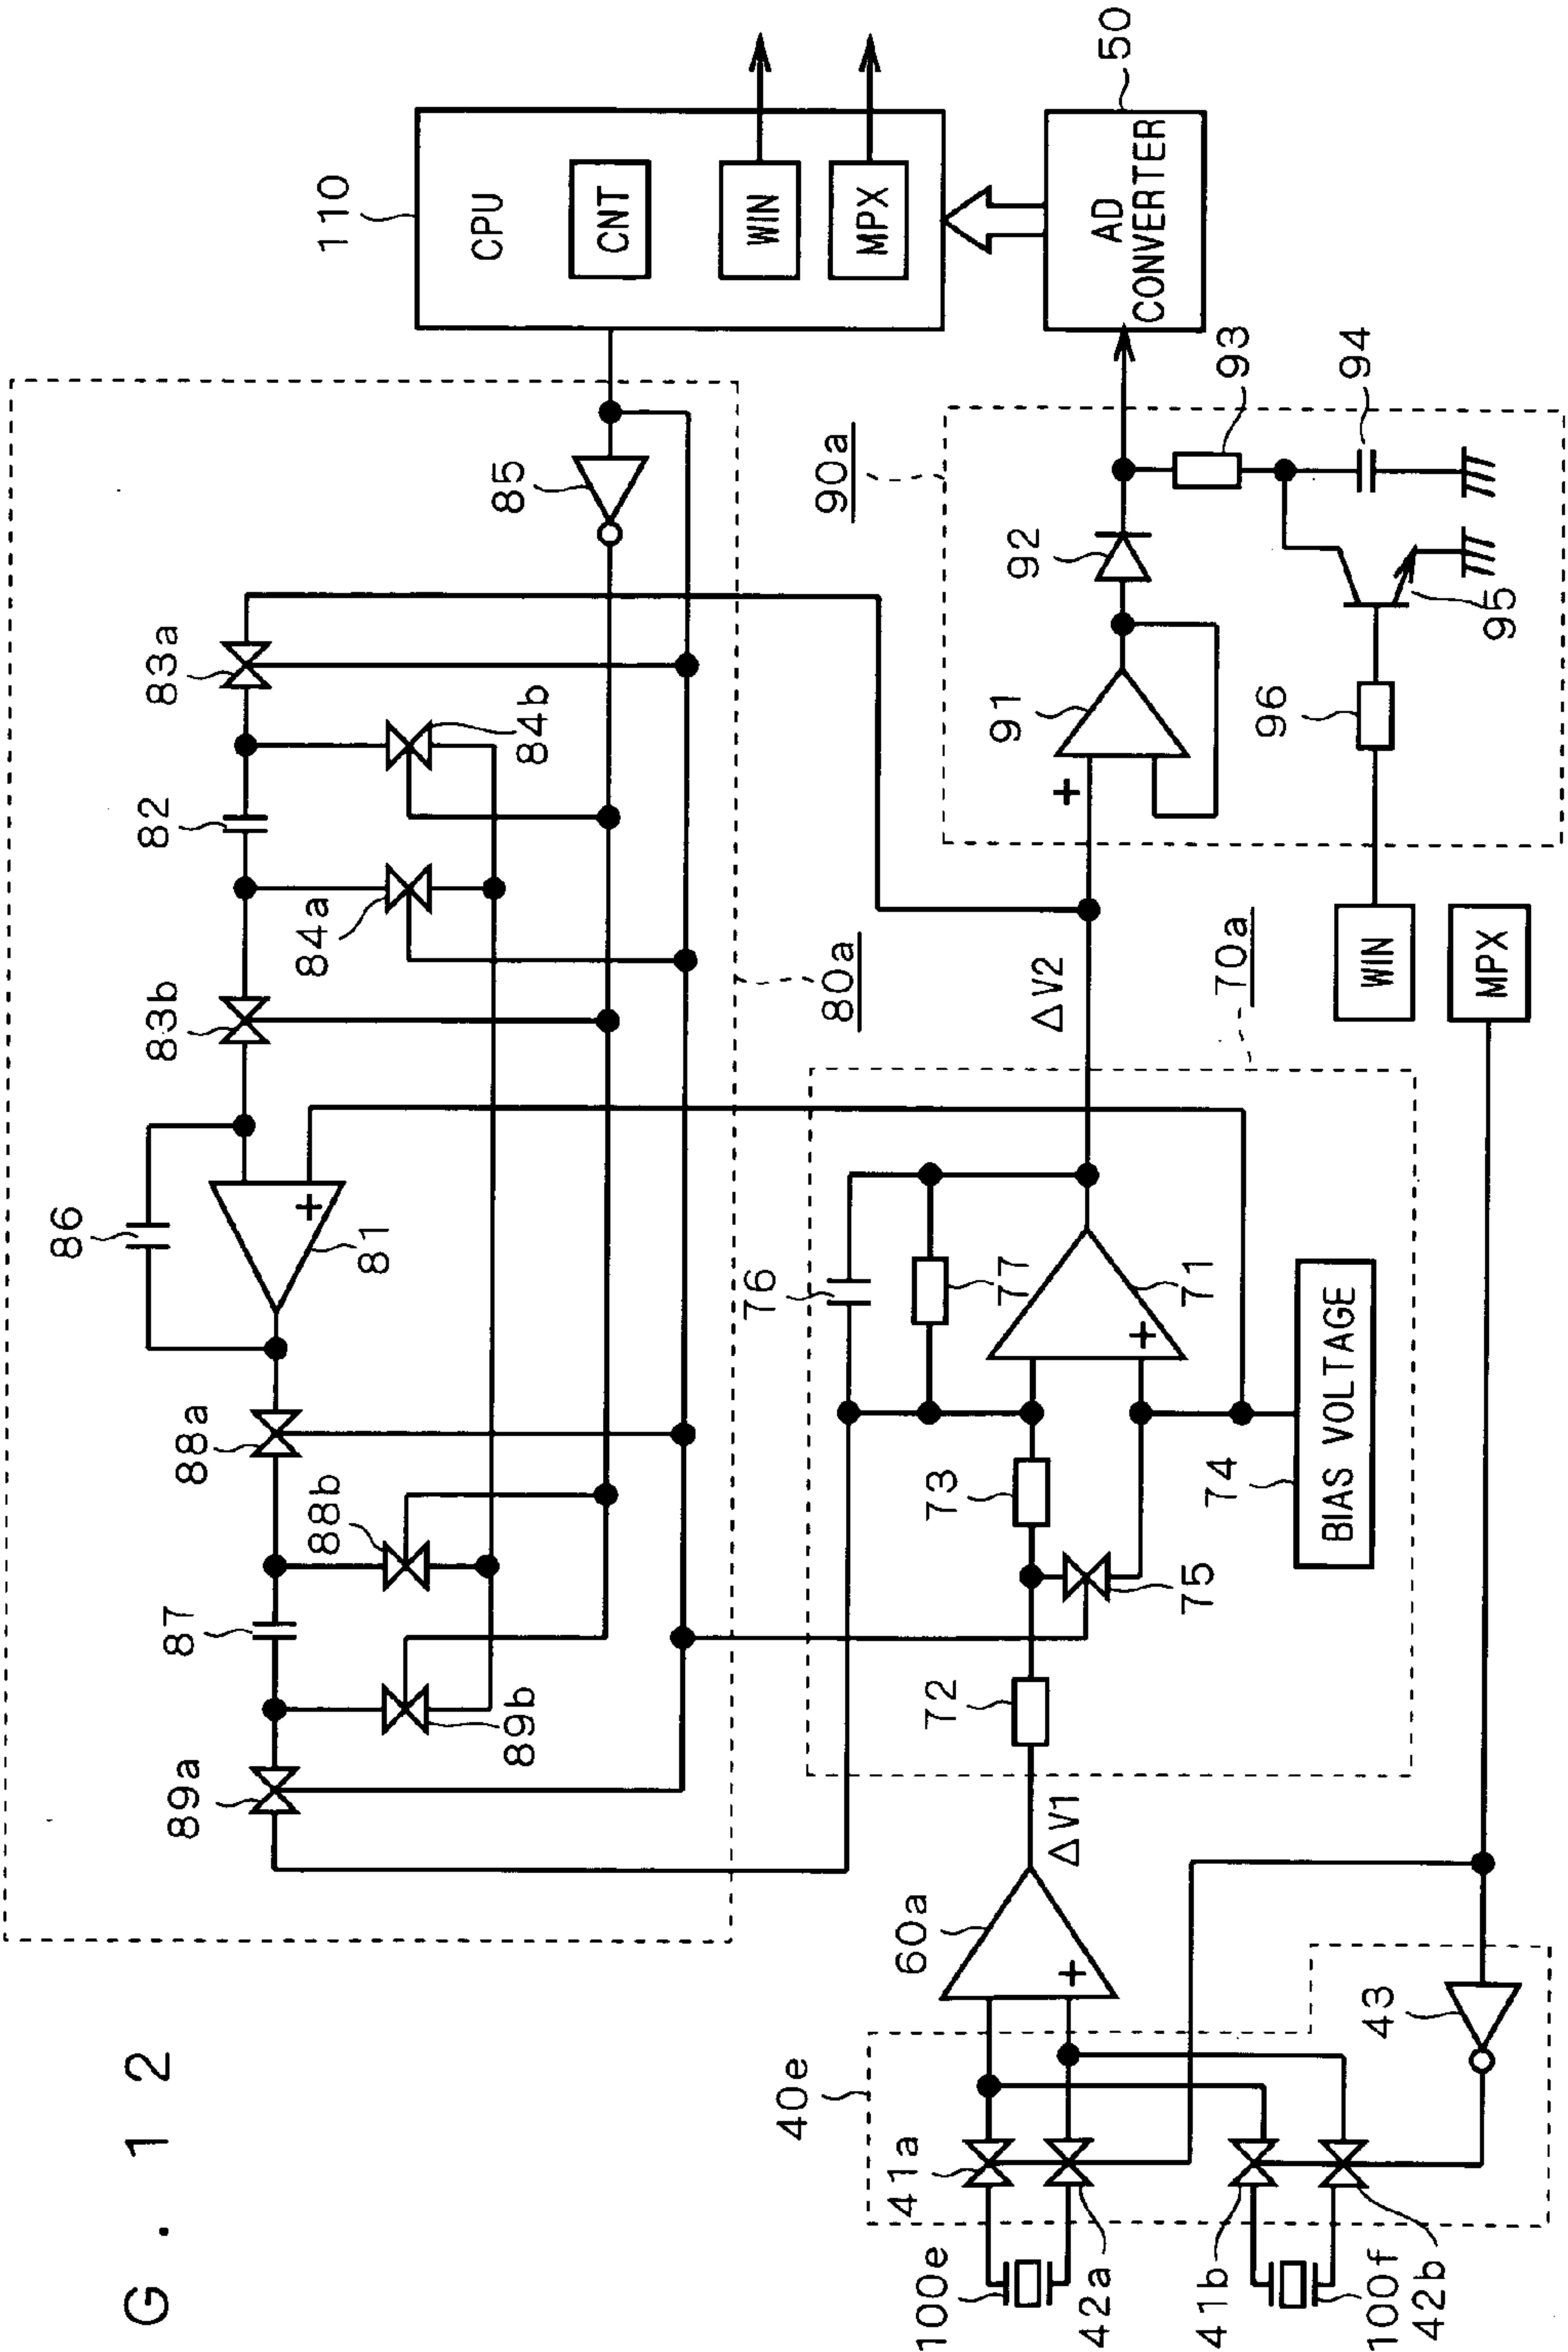 G. 12
110
CPU
CNT
WIN
MPX
50
AD
CONVERTER
85
83a
84b
82
84a
83b
80a
86
81
88a
88b
87
89b
89a
90a
93
94
92
95
91
96
WIN
MPX
ΔV2
70a
76
77
71
73
74
BIAS VOLTAGE
75
72
ΔV1
60a
+
+
+
+
43
40e
41a
42a
100e
41b
42b
100f